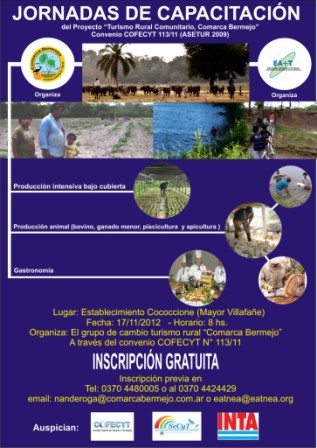 JORNADAS DE CAPACITACIÓN
del Proyecto "Turismo Rural Comunitario, Comarca Bermejo"
Convenio COFECYT 113/11 (ASETUR 2009)
EA+T
Organiza
Organiza
Producción intensiva bajo cubierta
Producción animal (bovino, ganado menor, piscicultura y apicultura )
Gastronomía
Lugar: Establecimiento Cococcione (Mayor Villafañe)
Fecha: 17/11/2012 - Horario: 8 hs.
Organiza: El grupo de cambio turismo rural "Comarca Bermejo"
A través del convenio COFECYT N° 113/11
INSCRIPCIÓN GRATUITA
Inscripción previa en
Tel: 0370 4480005 o al 0370 4424429
email: nanderoga@comarcabermejo.com.ar o eatnea@eatnea.org
Auspician:
COFECYT
SeCyT
INTA